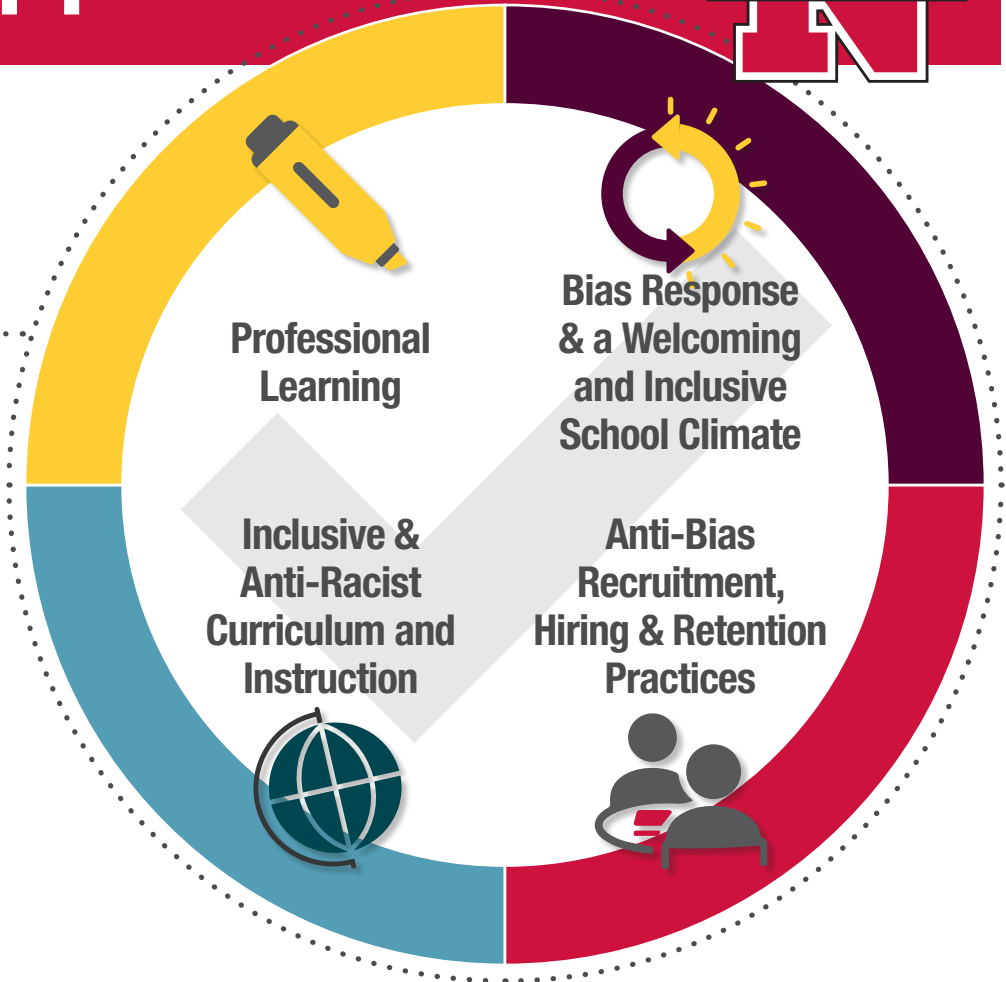 N
Professional
Learning
Bias Response
& a Welcoming
and Inclusive
School Climate
Inclusive &
Anti-Racist
Curriculum and
Instruction
Anti-Bias
Recruitment,
Hiring & Retention
Practices